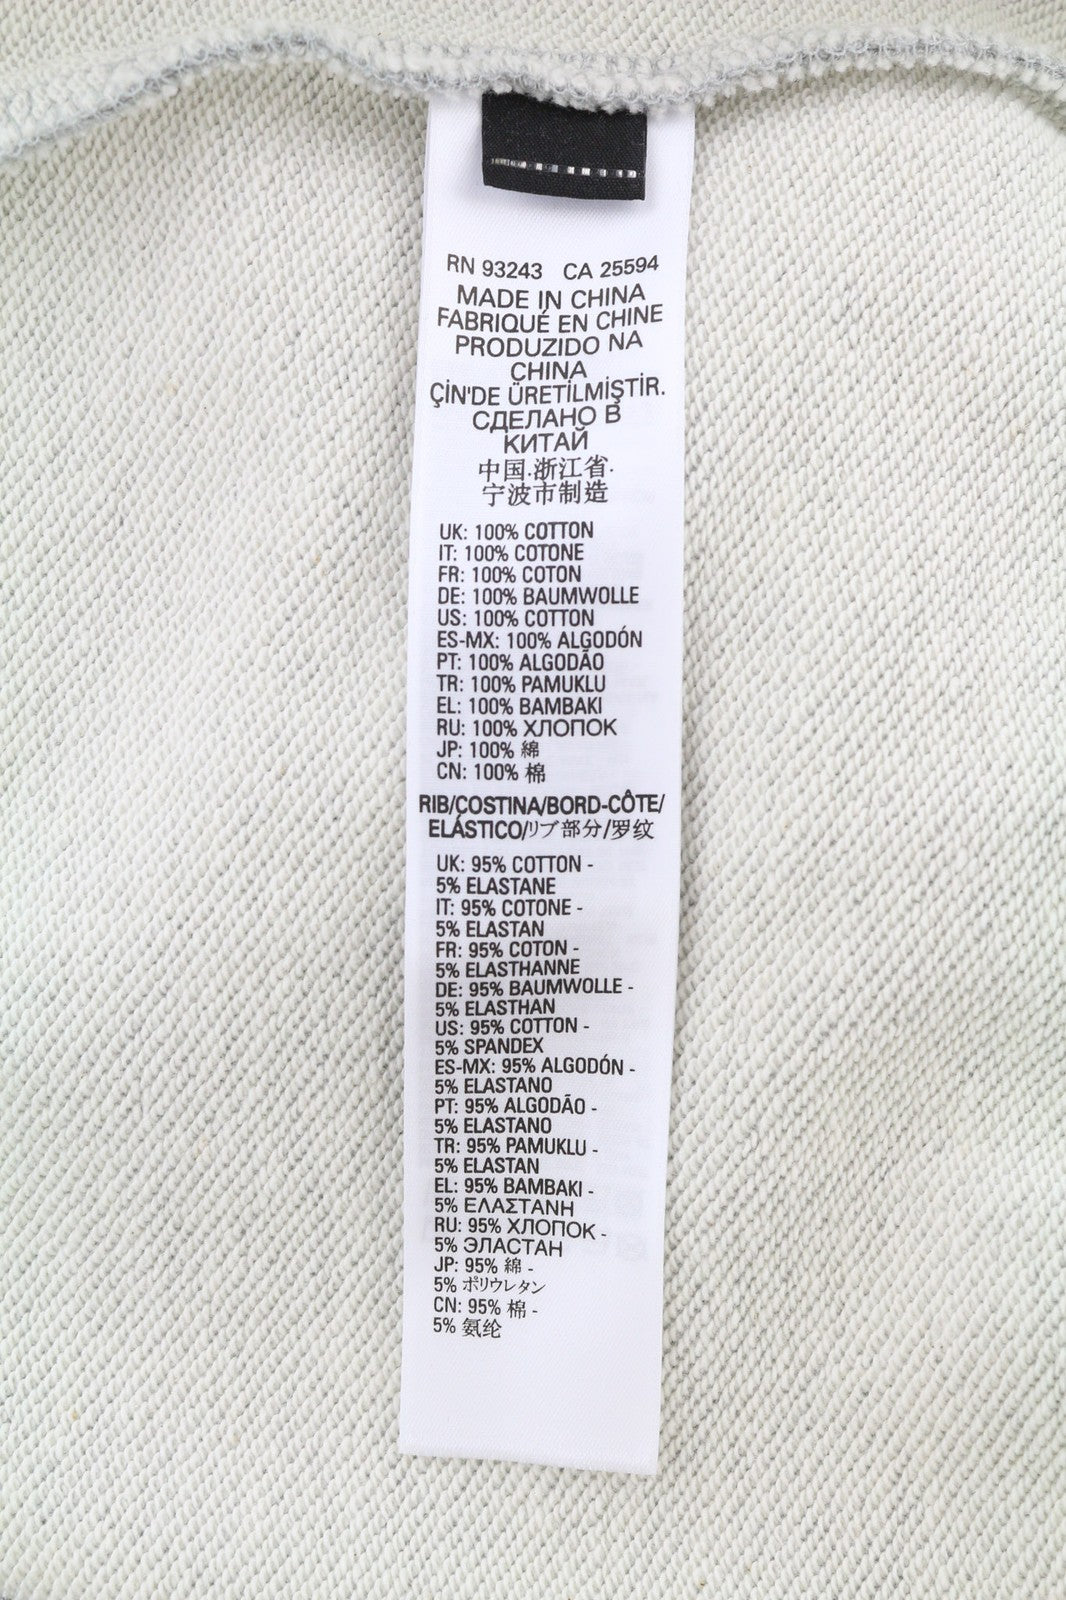 RN 93243 CA 25594
MADE IN CHINA
FABRIQUÉ EN CHINE
PRODUZIDO NA
CHINA
ÇİN'DE ÜRETİLMİŞTİR.
СДЕЛАНО В
КИТАЙ
中国.浙江省.
宁波市制造
UK: 100% COTTON
IT: 100% COTONE
FR: 100% COTON
DE: 100% BAUMWOLLE
US: 100% COTTON
ES-MX: 100% ALGODÓN
PT: 100% ALGODÃO
TR: 100% PAMUKLU
EL: 100% BAMBAKI
RU: 100% ХЛОПОК
JP: 100% 綿
CN: 100% 棉
RIB/COSTINA/BORD-CÔTE/
ELÁSTICO/リブ部分/罗纹
UK: 95% COTTON -
5% ELASTANE
IT: 95% COTONE -
5% ELASTAN
FR: 95% COTON -
5% ELASTHANNE
DE: 95% BAUMWOLLE -
5% ELASTHAN
US: 95% COTTON -
5% SPANDEX
ES-MX: 95% ALGODÓN -
5% ELASTANO
PT: 95% ALGODÃO -
5% ELASTANO
TR: 95% PAMUKLU -
5% ELASTAN
EL: 95% BAMBAKI -
5% ΕΛΑΣΤΑΝΗ
RU: 95% ХЛОПОК -
5% ЭЛАСТАН
JP: 95% 綿 -
5% ポリウレタン
CN: 95% 棉 -
5% 氨纶